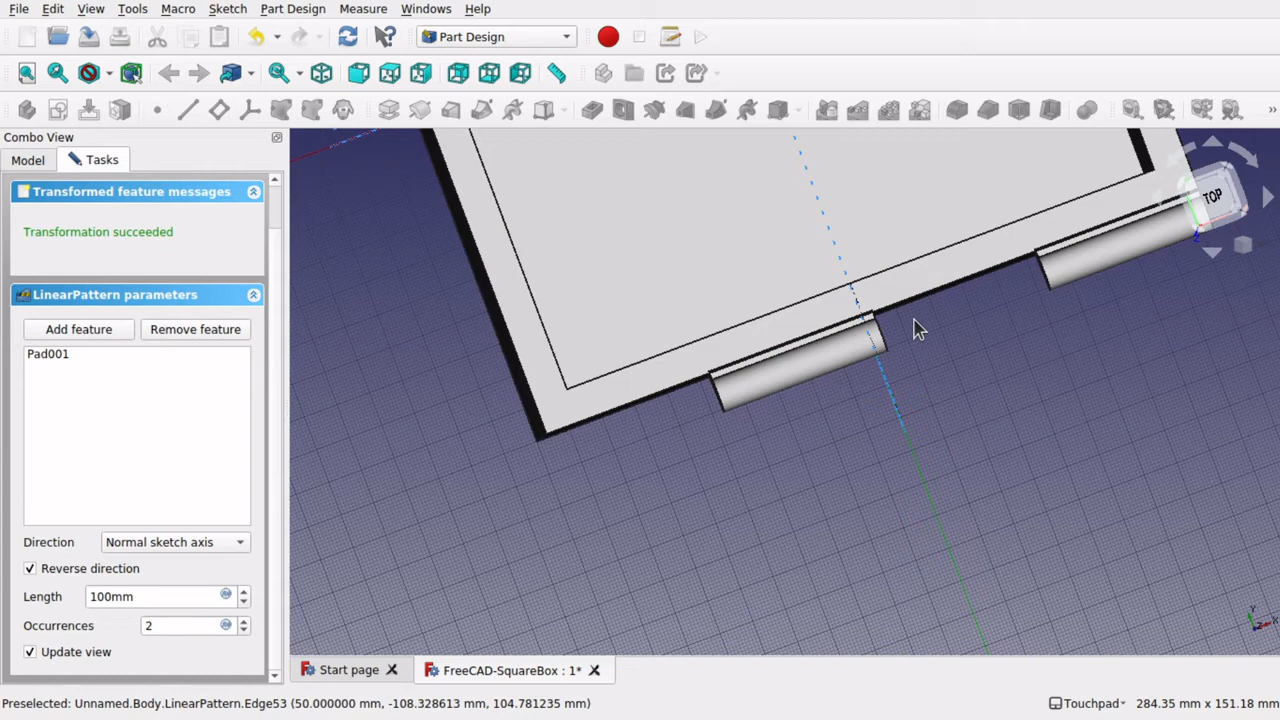 File Edit View Tools Macro Sketch Part Design Measure Windows Help
Part Design
Combo View
Model Tasks
Transformed feature messages
Transformation succeeded
LinearPattern parameters
Add feature Remove feature
Pad001
Direction Normal sketch axis
Reverse direction
Length 100mm
Occurrences 2
Update view
TOP
Z
Y
Z X
Start page FreeCAD-SquareBox : 1*
Preselected: Unnamed.Body.LinearPattern.Edge53 (50.000000 mm, -108.328613 mm, 104.781235 mm) Touchpad 284.35 mm x 151.18 mm